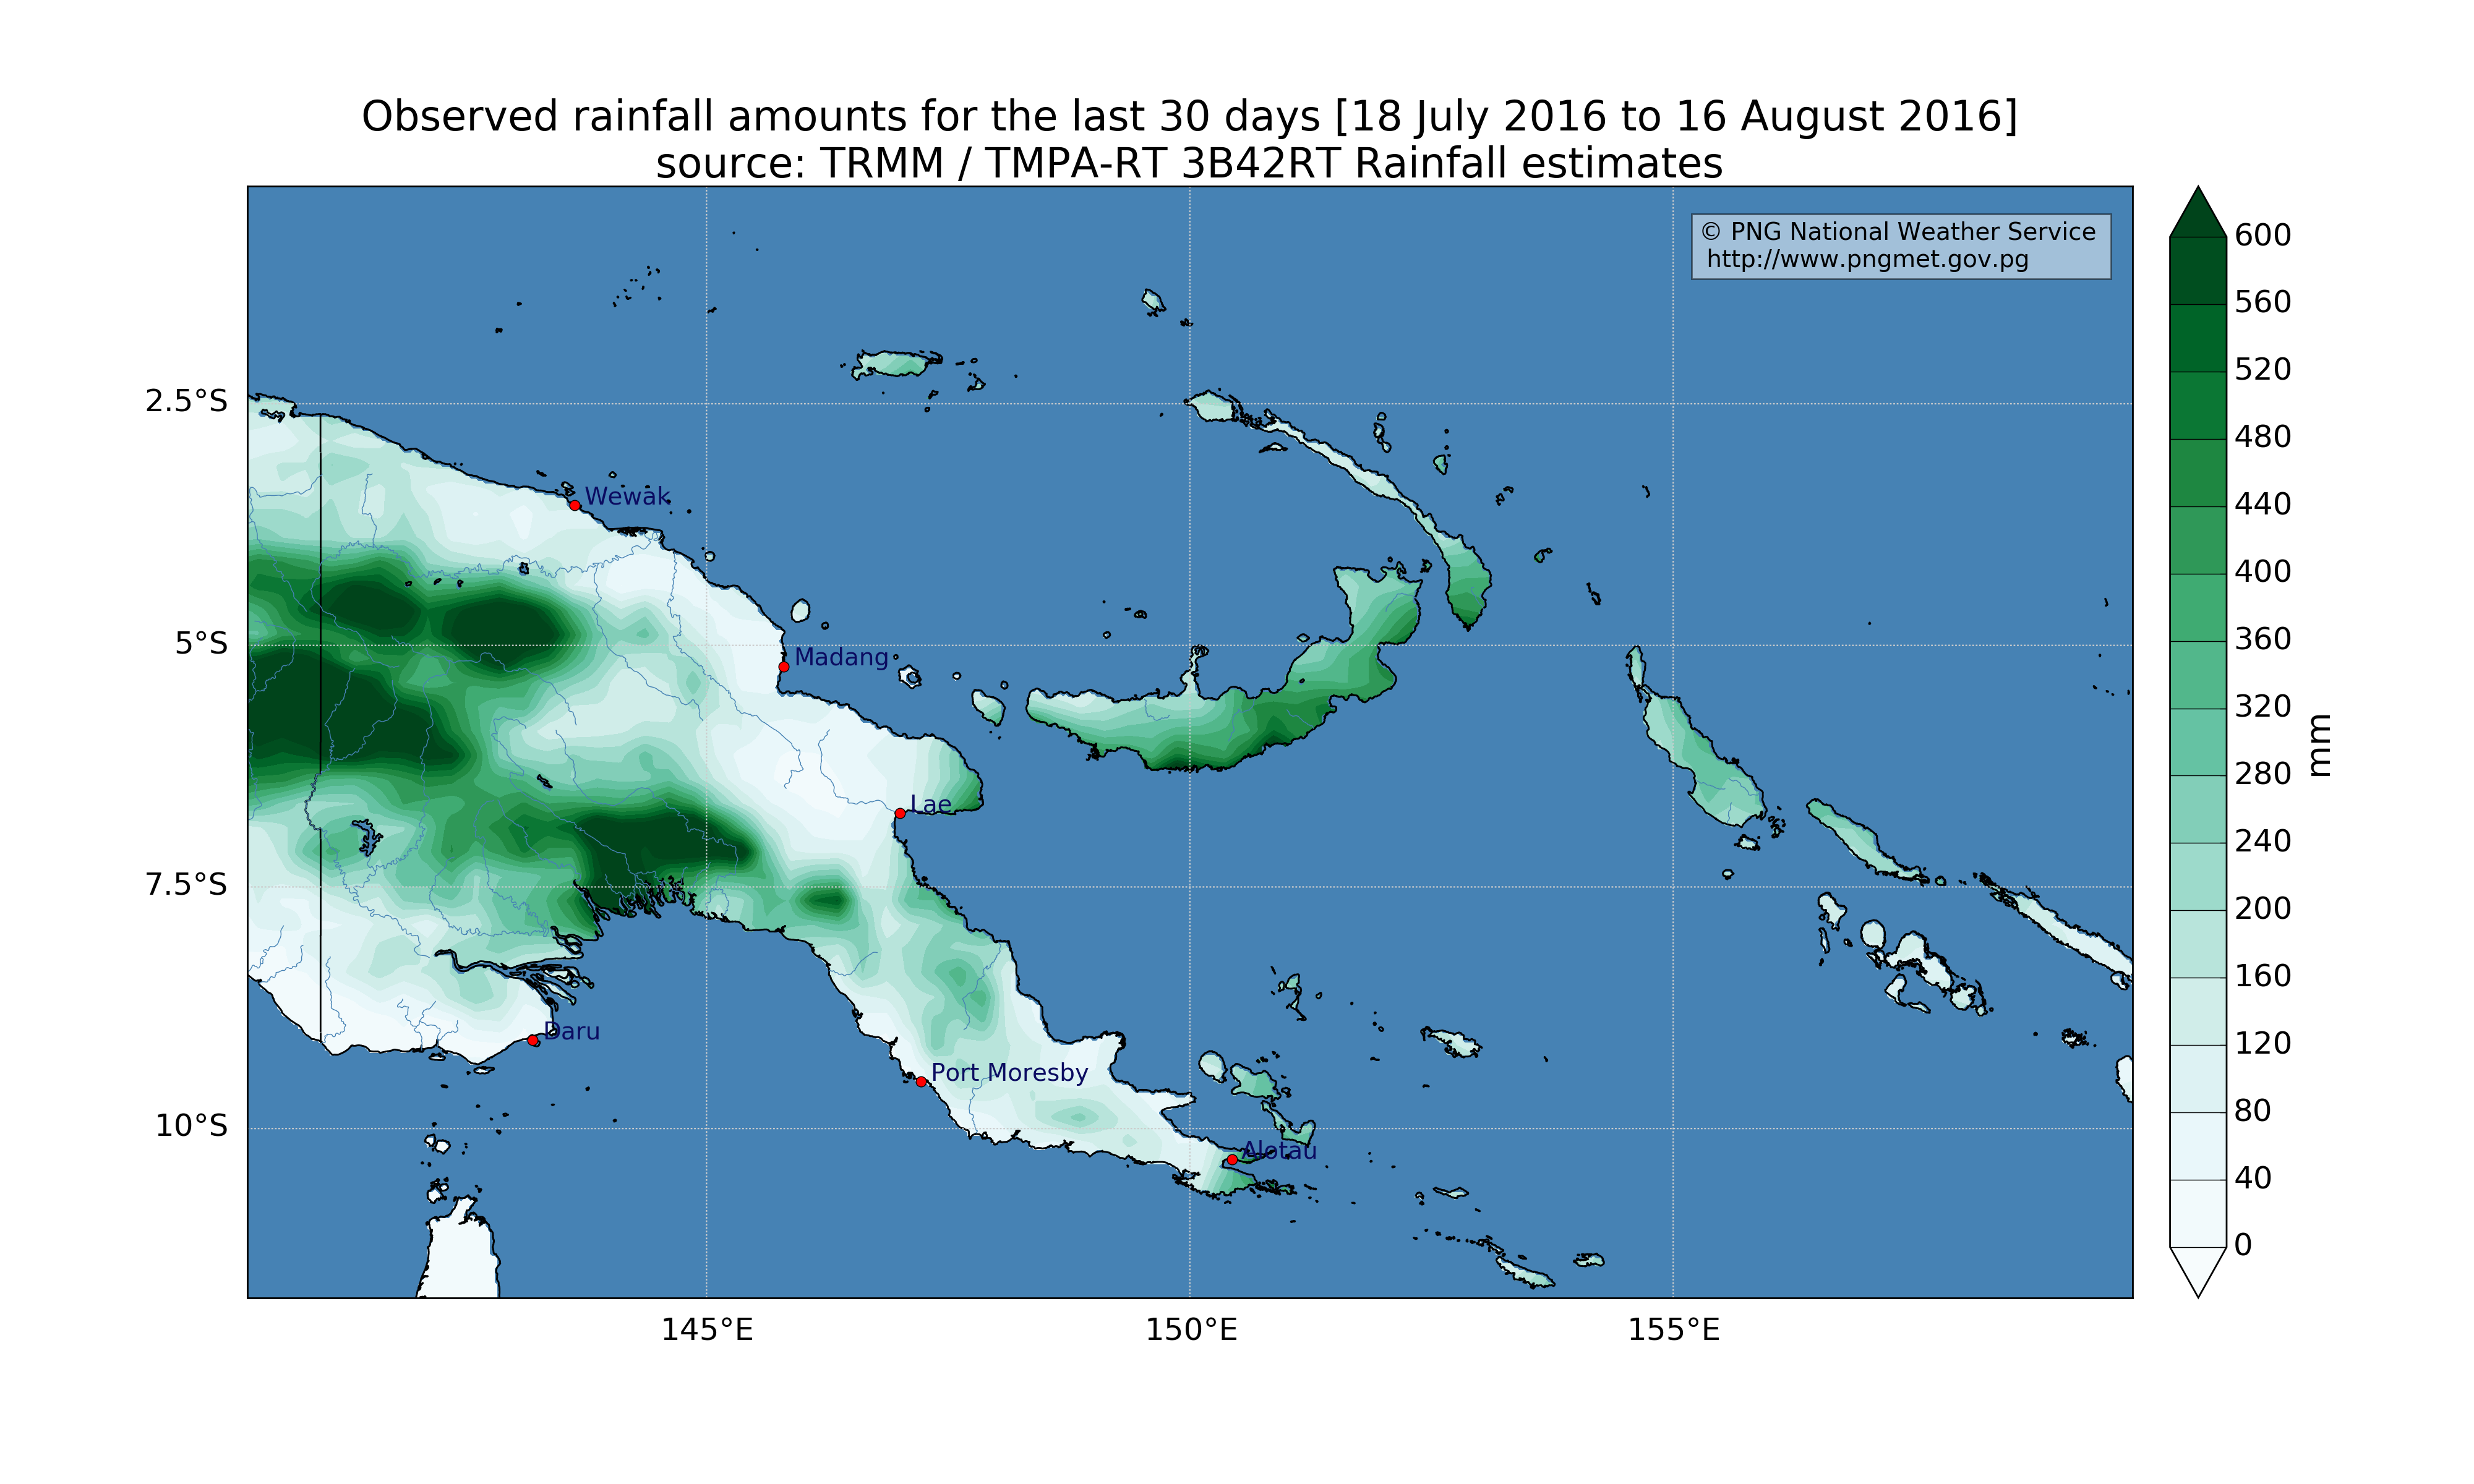 Observed rainfall amounts for the last 30 days [18 July 2016 to 16 August 2016]
source: TRMM / TMPA-RT 3B42RT Rainfall estimates
© PNG National Weather Service
http://www.pngmet.gov.pg
2.5°S
5°S
7.5°S
10°S
Wewak
Madang
Lae
Daru
Port Moresby
Alotau
145°E
150°E
155°E
600
560
520
480
440
400
360
320
280
240
200
160
120
80
40
0
mm